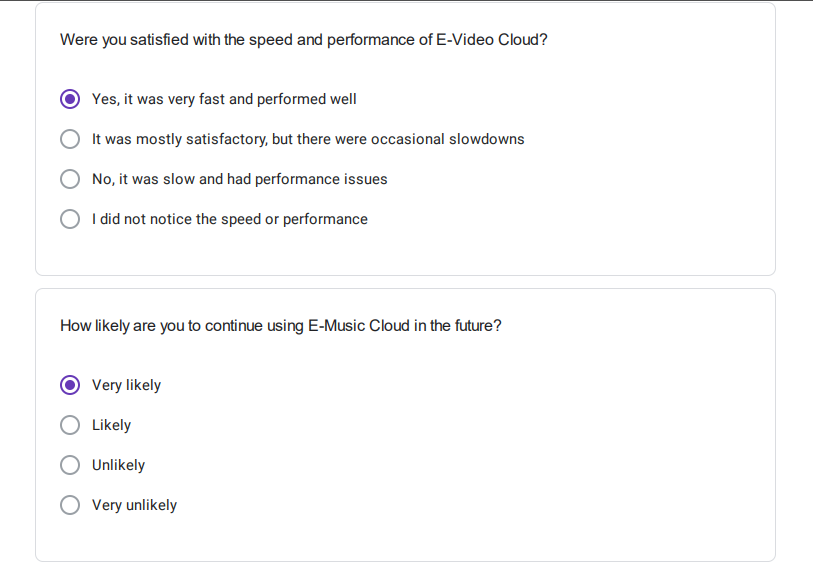 Were you satisfied with the speed and performance of E-Video Cloud?
Yes, it was very fast and performed well
It was mostly satisfactory, but there were occasional slowdowns
No, it was slow and had performance issues
I did not notice the speed or performance
How likely are you to continue using E-Music Cloud in the future?
Very likely
Likely
Unlikely
Very unlikely